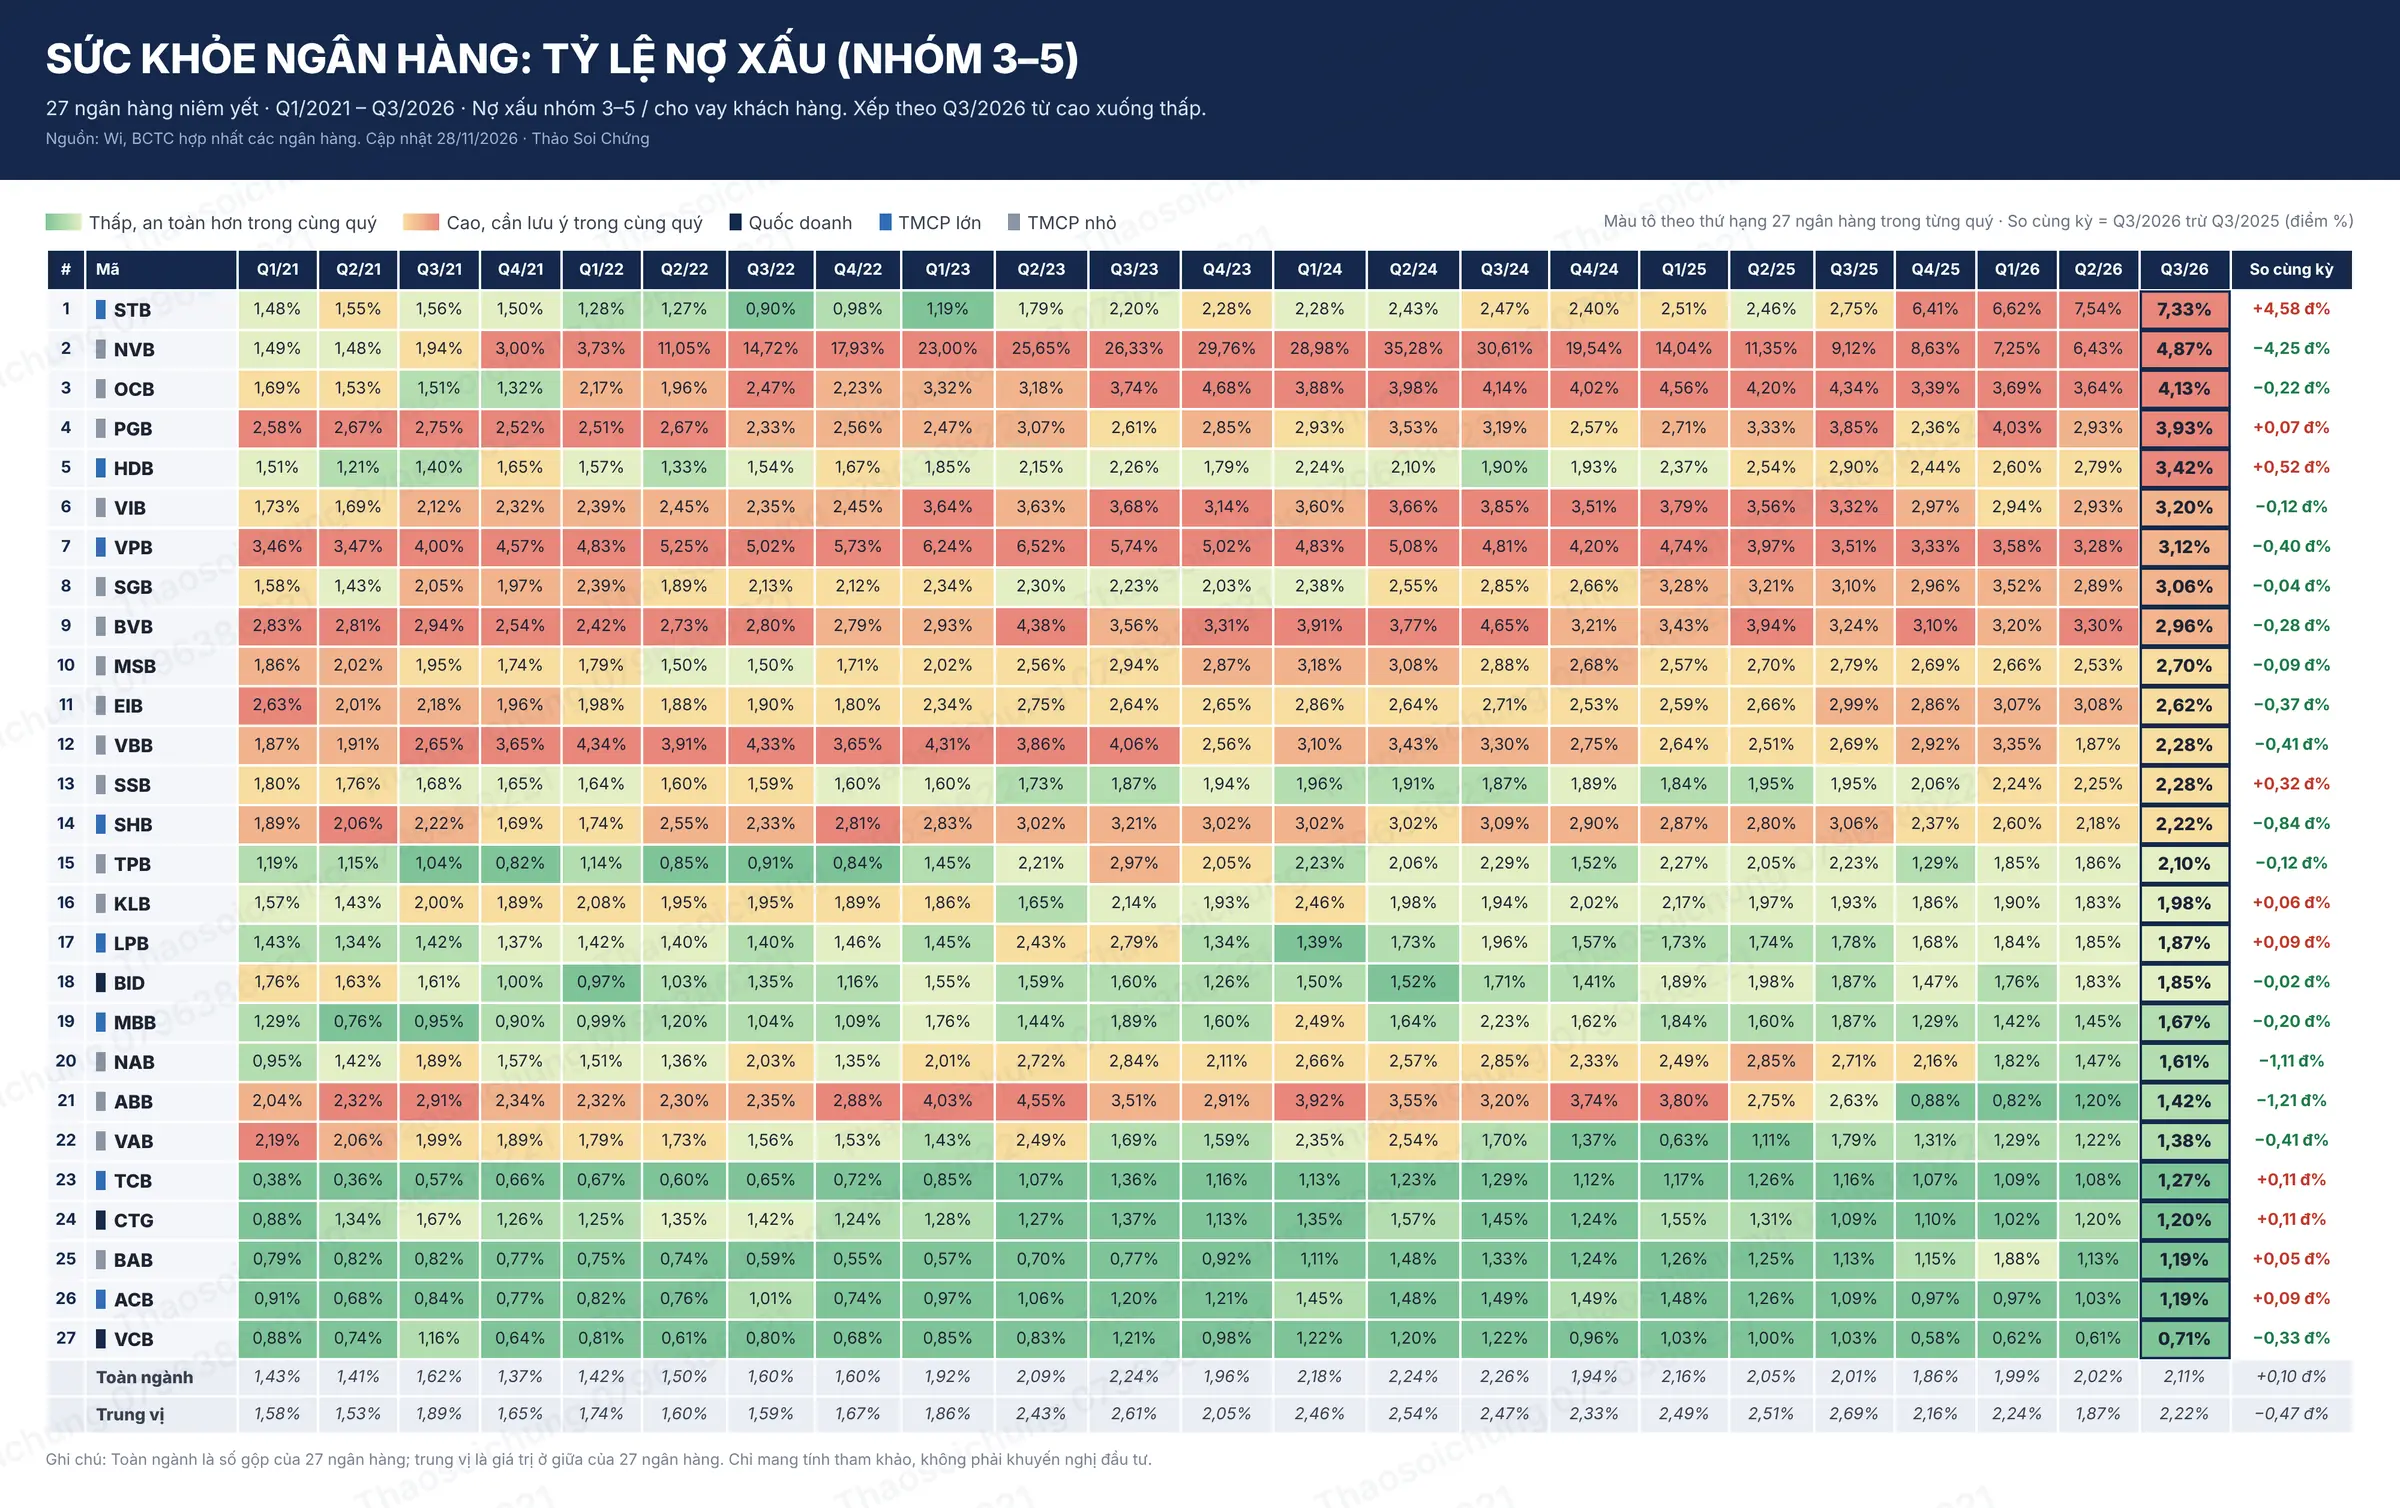 SỨC KHỎE NGÂN HÀNG: TỶ LỆ NỢ XẤU (NHÓM 3–5)
27 ngân hàng niêm yết · Q1/2021 – Q3/2026 · Nợ xấu nhóm 3–5 / cho vay khách hàng. Xếp theo Q3/2026 từ cao xuống thấp.
Nguồn: Wi, BCTC hợp nhất các ngân hàng. Cập nhật 28/11/2026 · Thảo Soi Chứng
Thấp, an toàn hơn trong cùng quý Cao, cần lưu ý trong cùng quý Quốc doanh TMCP lớn TMCP nhỏ Màu tô theo thứ hạng 27 ngân hàng trong từng quý · So cùng kỳ = Q3/2026 trừ Q3/2025 (điểm %)
# Mã Q1/21 Q2/21 Q3/21 Q4/21 Q1/22 Q2/22 Q3/22 Q4/22 Q1/23 Q2/23 Q3/23 Q4/23 Q1/24 Q2/24 Q3/24 Q4/24 Q1/25 Q2/25 Q3/25 Q4/25 Q1/26 Q2/26 Q3/26 So cùng kỳ
1 STB 1,48% 1,55% 1,56% 1,50% 1,28% 1,27% 0,90% 0,98% 1,19% 1,79% 2,20% 2,28% 2,28% 2,43% 2,47% 2,40% 2,51% 2,46% 2,75% 6,41% 6,62% 7,54% 7,33% +4,58 đ%
2 NVB 1,49% 1,48% 1,94% 3,00% 3,73% 11,05% 14,72% 17,93% 23,00% 25,65% 26,33% 29,76% 28,98% 35,28% 30,61% 19,54% 14,04% 11,35% 9,12% 8,63% 7,25% 6,43% 4,87% −4,25 đ%
3 OCB 1,69% 1,53% 1,51% 1,32% 2,17% 1,96% 2,47% 2,23% 3,32% 3,18% 3,74% 4,68% 3,88% 3,98% 4,14% 4,02% 4,56% 4,20% 4,34% 3,39% 3,69% 3,64% 4,13% −0,22 đ%
4 PGB 2,58% 2,67% 2,75% 2,52% 2,51% 2,67% 2,33% 2,56% 2,47% 3,07% 2,61% 2,85% 2,93% 3,53% 3,19% 2,57% 2,71% 3,33% 3,85% 2,36% 4,03% 2,93% 3,93% +0,07 đ%
5 HDB 1,51% 1,21% 1,40% 1,65% 1,57% 1,33% 1,54% 1,67% 1,85% 2,15% 2,26% 1,79% 2,24% 2,10% 1,90% 1,93% 2,37% 2,54% 2,90% 2,44% 2,60% 2,79% 3,42% +0,52 đ%
6 VIB 1,73% 1,69% 2,12% 2,32% 2,39% 2,45% 2,35% 2,45% 3,64% 3,63% 3,68% 3,14% 3,60% 3,66% 3,85% 3,51% 3,79% 3,56% 3,32% 2,97% 2,94% 2,93% 3,20% −0,12 đ%
7 VPB 3,46% 3,47% 4,00% 4,57% 4,83% 5,25% 5,02% 5,73% 6,24% 6,52% 5,74% 5,02% 4,83% 5,08% 4,81% 4,20% 4,74% 3,97% 3,51% 3,33% 3,58% 3,28% 3,12% −0,40 đ%
8 SGB 1,58% 1,43% 2,05% 1,97% 2,39% 1,89% 2,13% 2,12% 2,34% 2,30% 2,23% 2,03% 2,38% 2,55% 2,85% 2,66% 3,28% 3,21% 3,10% 2,96% 3,52% 2,89% 3,06% −0,04 đ%
9 BVB 2,83% 2,81% 2,94% 2,54% 2,42% 2,73% 2,80% 2,79% 2,93% 4,38% 3,56% 3,31% 3,91% 3,77% 4,65% 3,21% 3,43% 3,94% 3,24% 3,10% 3,20% 3,30% 2,96% −0,28 đ%
10 MSB 1,86% 2,02% 1,95% 1,74% 1,79% 1,50% 1,50% 1,71% 2,02% 2,56% 2,94% 2,87% 3,18% 3,08% 2,88% 2,68% 2,57% 2,70% 2,79% 2,69% 2,66% 2,53% 2,70% −0,09 đ%
11 EIB 2,63% 2,01% 2,18% 1,96% 1,98% 1,88% 1,90% 1,80% 2,34% 2,75% 2,64% 2,65% 2,86% 2,64% 2,71% 2,53% 2,59% 2,66% 2,99% 2,86% 3,07% 3,08% 2,62% −0,37 đ%
12 VBB 1,87% 1,91% 2,65% 3,65% 4,34% 3,91% 4,33% 3,65% 4,31% 3,86% 4,06% 2,56% 3,10% 3,43% 3,30% 2,75% 2,64% 2,51% 2,69% 2,92% 3,35% 1,87% 2,28% −0,41 đ%
13 SSB 1,80% 1,76% 1,68% 1,65% 1,64% 1,60% 1,59% 1,60% 1,60% 1,73% 1,87% 1,94% 1,96% 1,91% 1,87% 1,89% 1,84% 1,95% 1,95% 2,06% 2,24% 2,25% 2,28% +0,32 đ%
14 SHB 1,89% 2,06% 2,22% 1,69% 1,74% 2,55% 2,33% 2,81% 2,83% 3,02% 3,21% 3,02% 3,02% 3,02% 3,09% 2,90% 2,87% 2,80% 3,06% 2,37% 2,60% 2,18% 2,22% −0,84 đ%
15 TPB 1,19% 1,15% 1,04% 0,82% 1,14% 0,85% 0,91% 0,84% 1,45% 2,21% 2,97% 2,05% 2,23% 2,06% 2,29% 1,52% 2,27% 2,05% 2,23% 1,29% 1,85% 1,86% 2,10% −0,12 đ%
16 KLB 1,57% 1,43% 2,00% 1,89% 2,08% 1,95% 1,95% 1,89% 1,86% 1,65% 2,14% 1,93% 2,46% 1,98% 1,94% 2,02% 2,17% 1,97% 1,93% 1,86% 1,90% 1,83% 1,98% +0,06 đ%
17 LPB 1,43% 1,34% 1,42% 1,37% 1,42% 1,40% 1,40% 1,46% 1,45% 2,43% 2,79% 1,34% 1,39% 1,73% 1,96% 1,57% 1,73% 1,74% 1,78% 1,68% 1,84% 1,85% 1,87% +0,09 đ%
18 BID 1,76% 1,63% 1,61% 1,00% 0,97% 1,03% 1,35% 1,16% 1,55% 1,59% 1,60% 1,26% 1,50% 1,52% 1,71% 1,41% 1,89% 1,98% 1,87% 1,47% 1,76% 1,83% 1,85% −0,02 đ%
19 MBB 1,29% 0,76% 0,95% 0,90% 0,99% 1,20% 1,04% 1,09% 1,76% 1,44% 1,89% 1,60% 2,49% 1,64% 2,23% 1,62% 1,84% 1,60% 1,87% 1,29% 1,42% 1,45% 1,67% −0,20 đ%
20 NAB 0,95% 1,42% 1,89% 1,57% 1,51% 1,36% 2,03% 1,35% 2,01% 2,72% 2,84% 2,11% 2,66% 2,57% 2,85% 2,33% 2,49% 2,85% 2,71% 2,16% 1,82% 1,47% 1,61% −1,11 đ%
21 ABB 2,04% 2,32% 2,91% 2,34% 2,32% 2,30% 2,35% 2,88% 4,03% 4,55% 3,51% 2,91% 3,92% 3,55% 3,20% 3,74% 3,80% 2,75% 2,63% 0,88% 0,82% 1,20% 1,42% −1,21 đ%
22 VAB 2,19% 2,06% 1,99% 1,89% 1,79% 1,73% 1,56% 1,53% 1,43% 2,49% 1,69% 1,59% 2,35% 2,54% 1,70% 1,37% 0,63% 1,11% 1,79% 1,31% 1,29% 1,22% 1,38% −0,41 đ%
23 TCB 0,38% 0,36% 0,57% 0,66% 0,67% 0,60% 0,65% 0,72% 0,85% 1,07% 1,36% 1,16% 1,13% 1,23% 1,29% 1,12% 1,17% 1,26% 1,16% 1,07% 1,09% 1,08% 1,27% +0,11 đ%
24 CTG 0,88% 1,34% 1,67% 1,26% 1,25% 1,35% 1,42% 1,24% 1,28% 1,27% 1,37% 1,13% 1,35% 1,57% 1,45% 1,24% 1,55% 1,31% 1,09% 1,10% 1,02% 1,20% 1,20% +0,11 đ%
25 BAB 0,79% 0,82% 0,82% 0,77% 0,75% 0,74% 0,59% 0,55% 0,57% 0,70% 0,77% 0,92% 1,11% 1,48% 1,33% 1,24% 1,26% 1,25% 1,13% 1,15% 1,88% 1,13% 1,19% +0,05 đ%
26 ACB 0,91% 0,68% 0,84% 0,77% 0,82% 0,76% 1,01% 0,74% 0,97% 1,06% 1,20% 1,21% 1,45% 1,48% 1,49% 1,49% 1,48% 1,26% 1,09% 0,97% 0,97% 1,03% 1,19% +0,09 đ%
27 VCB 0,88% 0,74% 1,16% 0,64% 0,81% 0,61% 0,80% 0,68% 0,85% 0,83% 1,21% 0,98% 1,22% 1,20% 1,22% 0,96% 1,03% 1,00% 1,03% 0,58% 0,62% 0,61% 0,71% −0,33 đ%
Toàn ngành 1,43% 1,41% 1,62% 1,37% 1,42% 1,50% 1,60% 1,60% 1,92% 2,09% 2,24% 1,96% 2,18% 2,24% 2,26% 1,94% 2,16% 2,05% 2,01% 1,86% 1,99% 2,02% 2,11% +0,10 đ%
Trung vị 1,58% 1,53% 1,89% 1,65% 1,74% 1,60% 1,59% 1,67% 1,86% 2,43% 2,61% 2,05% 2,46% 2,54% 2,47% 2,33% 2,49% 2,51% 2,69% 2,16% 2,24% 1,87% 2,22% −0,47 đ%
Ghi chú: Toàn ngành là số gộp của 27 ngân hàng; trung vị là giá trị ở giữa của 27 ngân hàng. Chỉ mang tính tham khảo, không phải khuyến nghị đầu tư.